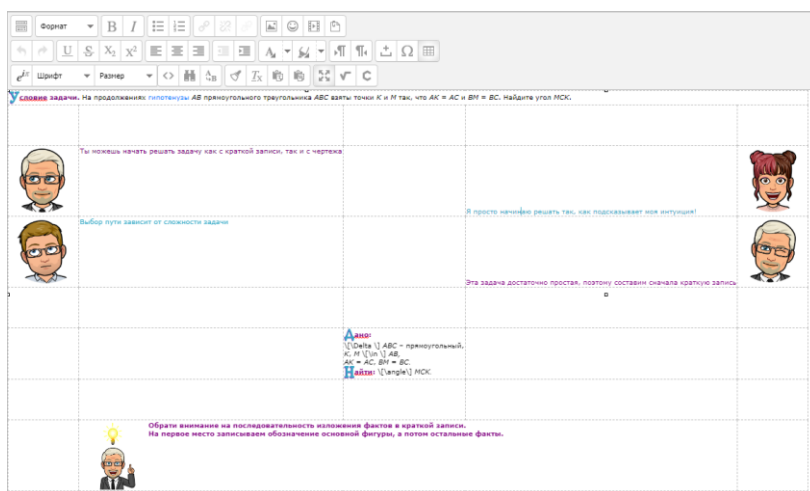 Формат B I
U S X₂ X² A ¶ ¶ Ω
Шрифт Размер A B Tx √ C
Условие задачи. На продолжениях гипотенузы AB прямоугольного треугольника ABC взяты точки K и M так, что AK = AC и BM = BC. Найдите угол MCK.
Ты можешь начать решать задачу как с краткой записи, так и с чертежа
Я просто начинаю решать так, как подсказывает моя интуиция!
Выбор пути зависит от сложности задачи
Эта задача достаточно простая, поэтому составим сначала краткую запись
Дано:
\[\Delta \] ABC – прямоугольный,
K, M \[\in \] AB,
AK = AC, BM = BC.
Найти: \[\angle\] MCK.
Обрати внимание на последовательность изложения фактов в краткой записи.
На первое место записываем обозначение основной фигуры, а потом остальные факты.